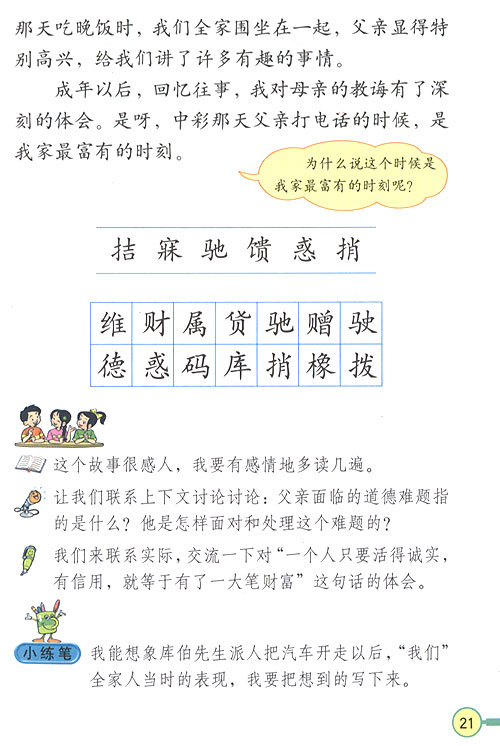 那天吃晚饭时，我们全家围坐在一起，父亲显得特
别高兴，给我们讲了许多有趣的事情。
成年以后，回忆往事，我对母亲的教诲有了深
刻的体会。是呀，中彩那天父亲打电话的时候，是
我家最富有的时刻。
为什么说这个时候是
我家最富有的时刻呢？
拮 寐 驰 馈 惑 捎
维 财 属 贷 驰 赠 驶
德 惑 码 库 捎 橡 拨
这个故事很感人，我要有感情地多读几遍。
让我们联系上下文讨论讨论：父亲面临的道德难题指
的是什么？他是怎样面对和处理这个难题的？
我们来联系实际，交流一下对“一个人只要活得诚实，
有信用，就等于有了一大笔财富”这句话的体会。
小练笔 我能想象库伯先生派人把汽车开走以后，“我们”
全家人当时的表现，我要把想到的写下来。
21